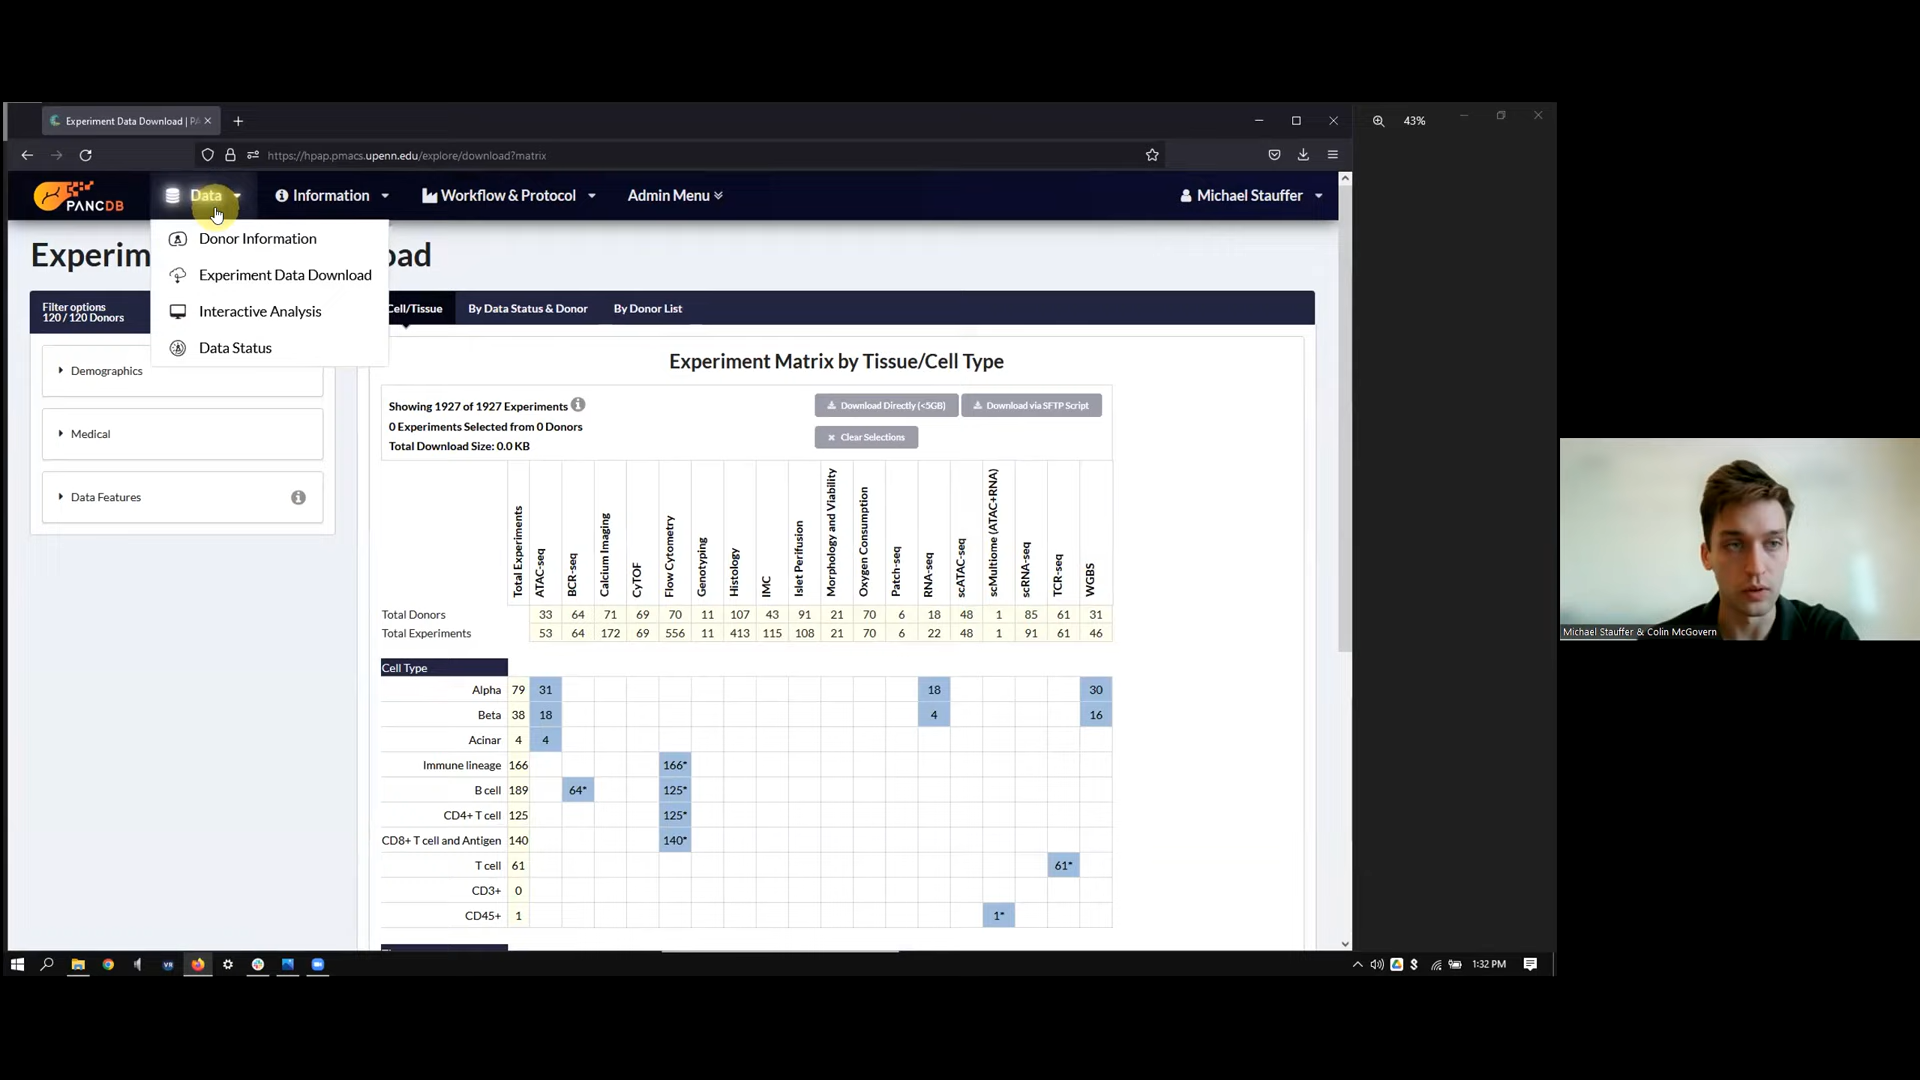 Experiment Data Download | PA
43%
https://hpap.pmacs.upenn.edu/explore/download?matrix
PANCDB
Data
Information
Workflow & Protocol
Admin Menu
Michael Stauffer
Donor Information
Experiment Data Download
Interactive Analysis
Data Status
Experim
oad
Filter options
120 / 120 Donors
Demographics
Medical
Data Features
Cell/Tissue
By Data Status & Donor
By Donor List
Experiment Matrix by Tissue/Cell Type
Showing 1927 of 1927 Experiments
0 Experiments Selected from 0 Donors
Total Download Size: 0.0 KB
Download Directly (<5GB)
Download via SFTP Script
Clear Selections
Total Experiments
ATAC-seq
BCR-seq
Calcium Imaging
CyTOF
Flow Cytometry
Genotyping
Histology
IMC
Islet Perifusion
Morphology and Viability
Oxygen Consumption
Patch-seq
RNA-seq
scATAC-seq
scMultiome (ATAC+RNA)
scRNA-seq
TCR-seq
WGBS
Total Donors 33 64 71 69 70 11 107 43 91 21 70 6 18 48 1 85 61 31
Total Experiments 53 64 172 69 556 11 413 115 108 21 70 6 22 48 1 91 61 46
Cell Type
Alpha 79 31 18 30
Beta 38 18 4 16
Acinar 4 4
Immune lineage 166 166*
B cell 189 64* 125*
CD4+ T cell 125 125*
CD8+ T cell and Antigen 140 140*
T cell 61 61*
CD3+ 0
CD45+ 1 1*
Michael Stauffer & Colin McGovern
1:32 PM